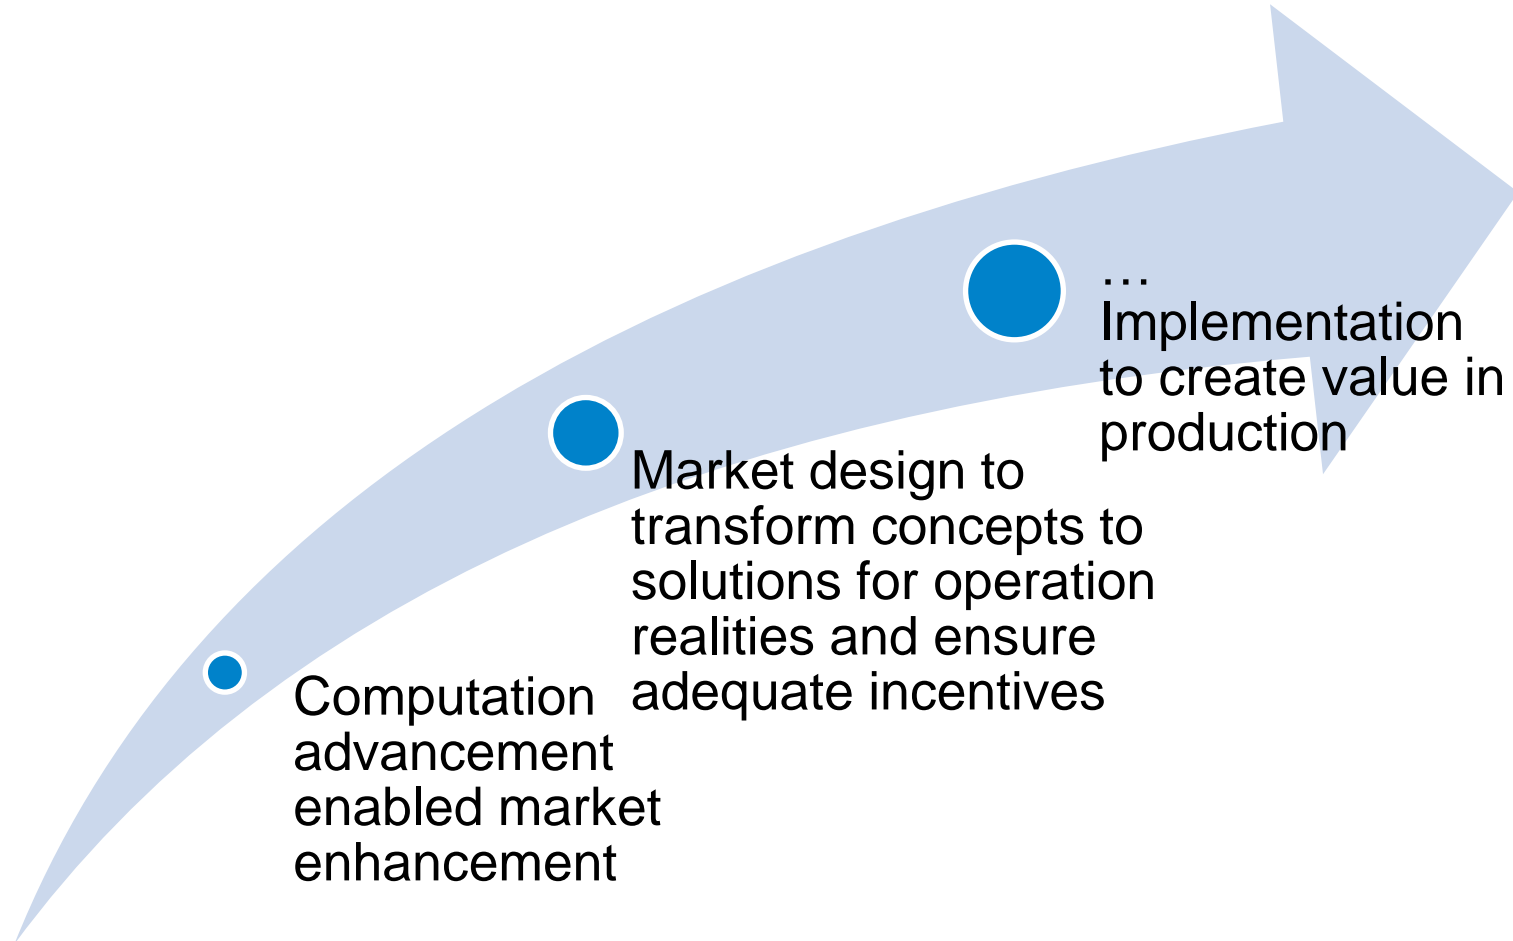 Computation
advancement
enabled market
enhancement
Market design to
transform concepts to
solutions for operation
realities and ensure
adequate incentives
…
Implementation
to create value in
production